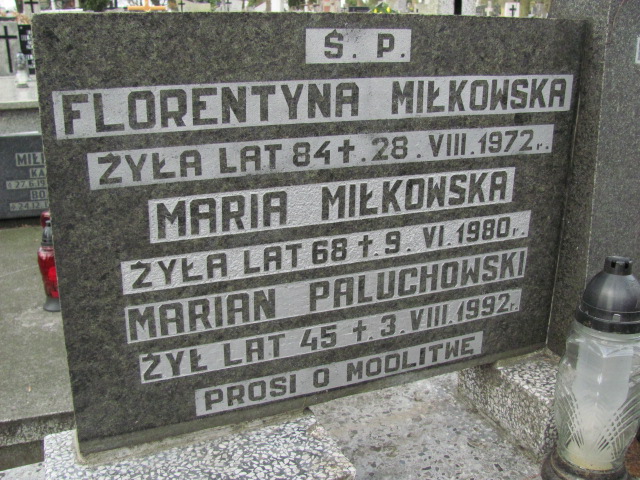 Ś. P.
FLORENTYNA MIŁKOWSKA
ŻYŁA LAT 84 †. 28. VIII. 1972 r.
MARIA MIŁKOWSKA
ŻYŁA LAT 68 † 9. VI. 1980 r.
MARIAN PALUCHOWSKI
ŻYŁ LAT 45 †. 3. VIII. 1992 r.
PROSI O MODLITWĘ